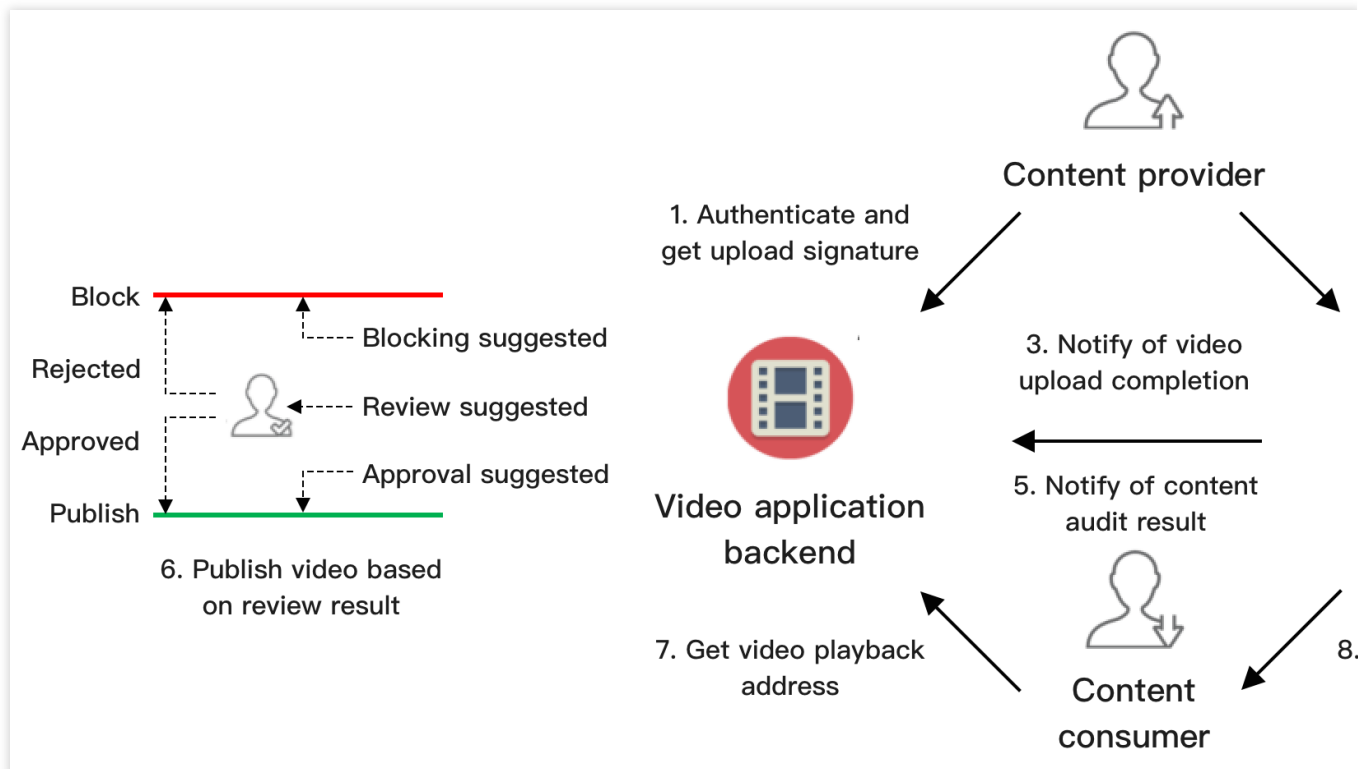 Content provider
1. Authenticate and
get upload signature
Block
Blocking suggested
Rejected
3. Notify of video
upload completion
Review suggested
Approved
Approval suggested
Publish
5. Notify of content
audit result
Video application
backend
6. Publish video based
on review result
7. Get video playback
address
8.
Content
consumer